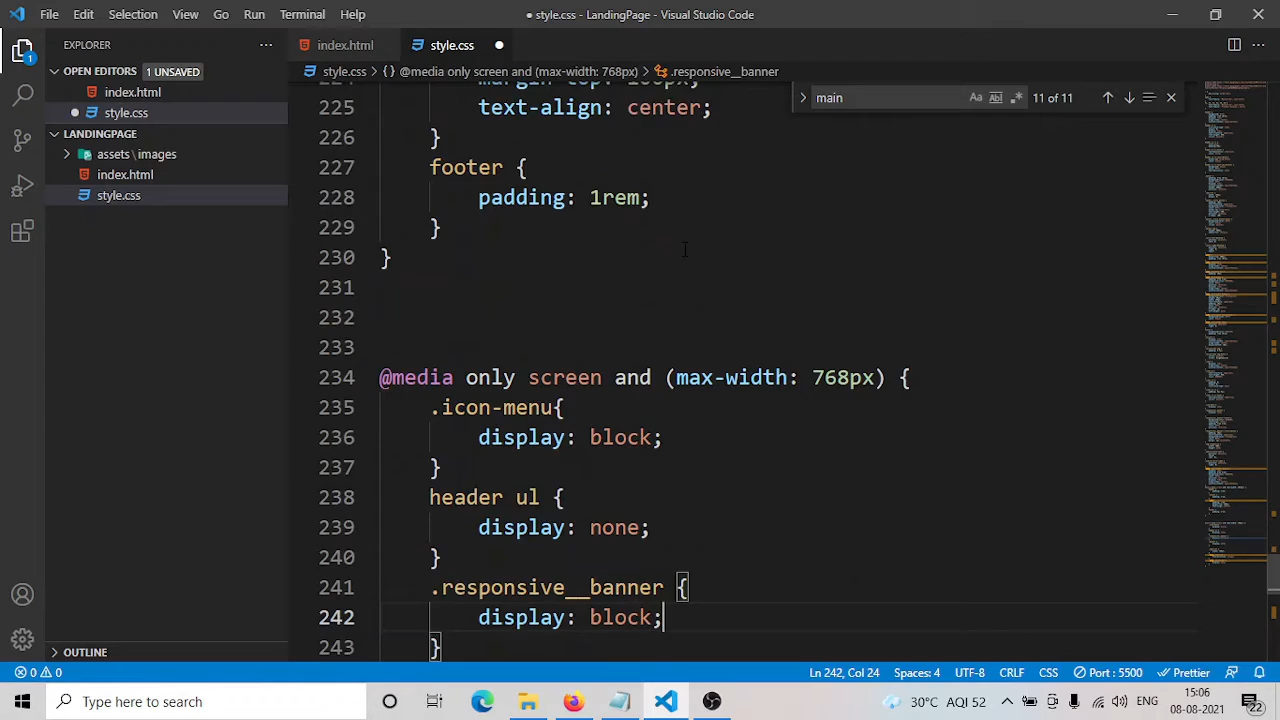 File Edit Selection View Go Run Terminal Help
● style.css - LandingPage - Visual Studio Code
EXPLORER
index.html
style.css
OPEN EDITORS 1 UNSAVED
style.css > {} @media only screen and (max-width: 768px) > .responsive__banner
index.html
style.css
main
11 of 11
LANDINGPAGE
assets\images
index.html
style.css
225 text-align: center;
226 }
227 footer
228 padding: 1rem;
229 }
230 }
231
232
233
234 @media only screen and (max-width: 768px) {
235 .icon-menu{
236 display: block;
237 }
238 header ul {
239 display: none;
240 }
241 .responsive__banner {
242 display: block;
243 }
OUTLINE
0 0
Ln 242, Col 24 Spaces: 4 UTF-8 CRLF CSS Port : 5500 Prettier
Type here to search
30°C AQI 52
ENG
15:06
08-08-2021
22